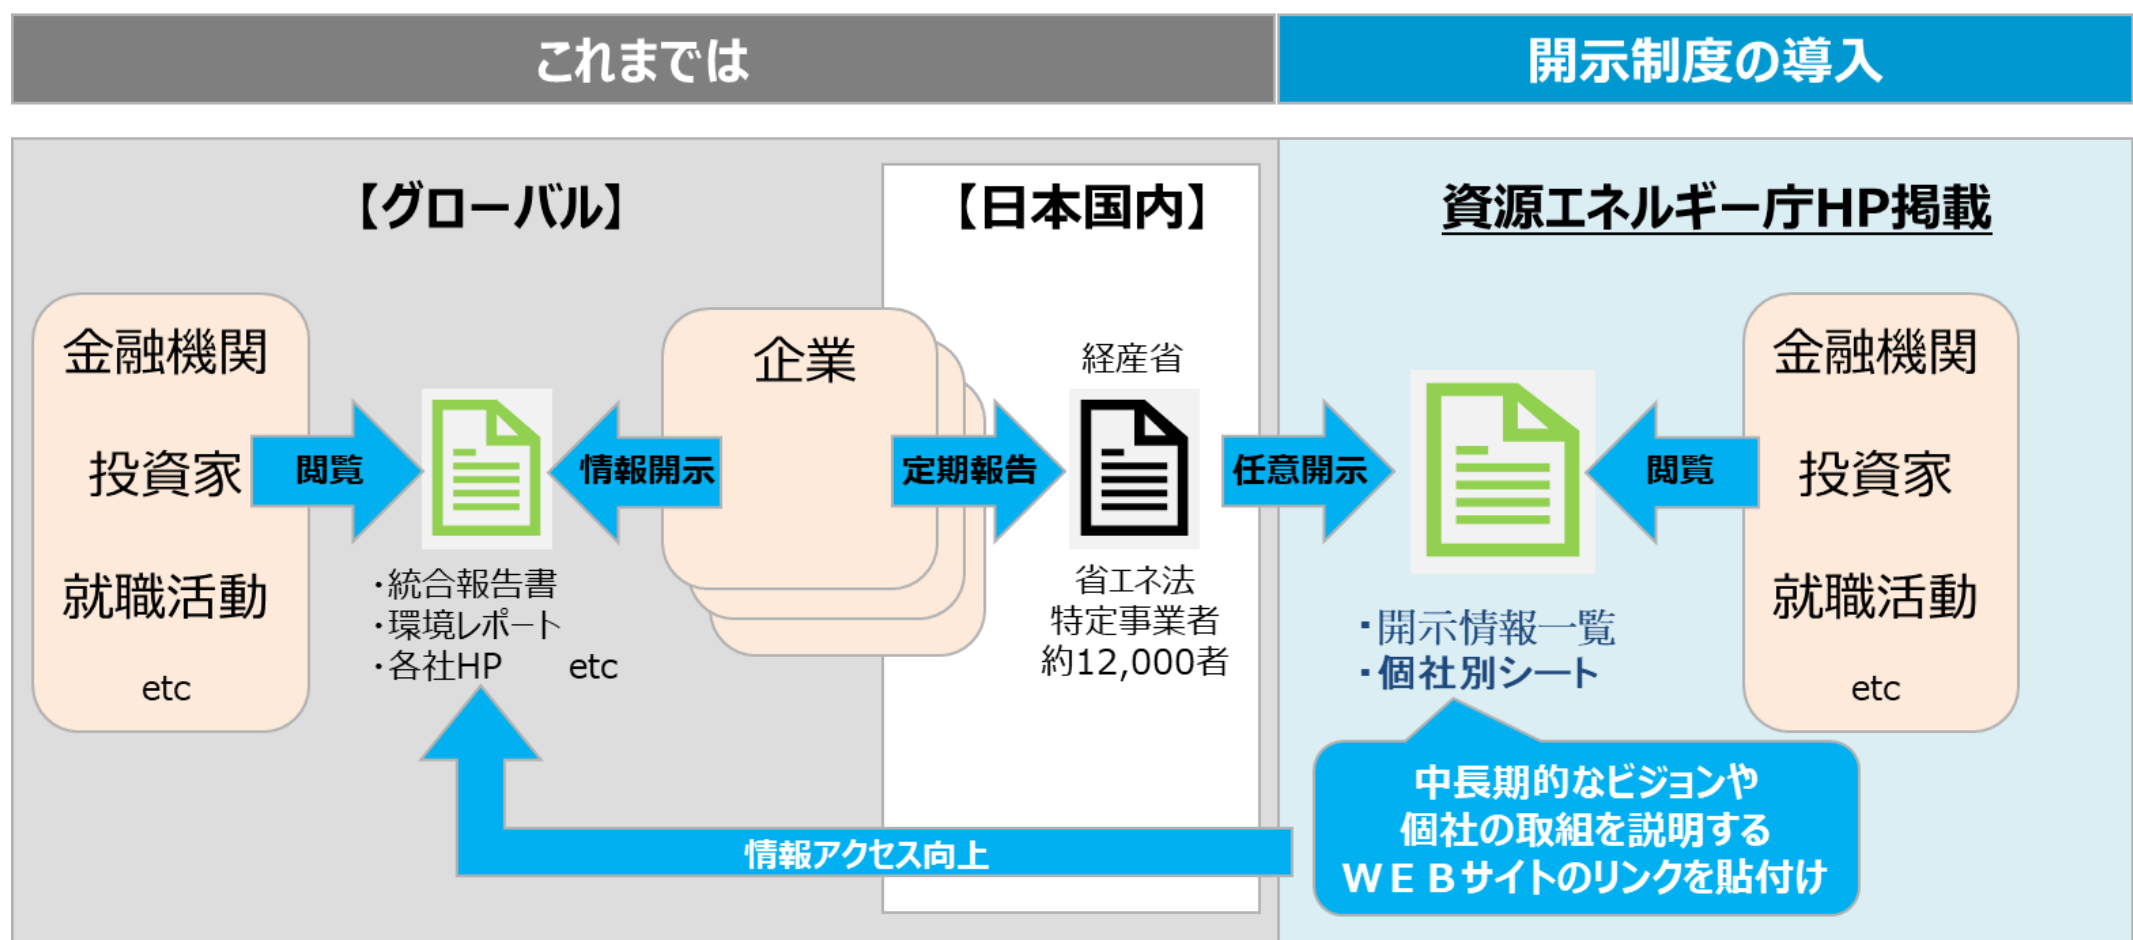 これまでは
開示制度の導入
【グローバル】
【日本国内】
資源エネルギー庁HP掲載
金融機関
投資家
就職活動
etc
閲覧
・統合報告書
・環境レポート
・各社HP etc
情報開示
企業
定期報告
経産省
省エネ法
特定事業者
約12,000者
任意開示
・開示情報一覧
・個社別シート
閲覧
金融機関
投資家
就職活動
etc
情報アクセス向上
中長期的なビジョンや
個社の取組を説明する
ＷＥＢサイトのリンクを貼付け